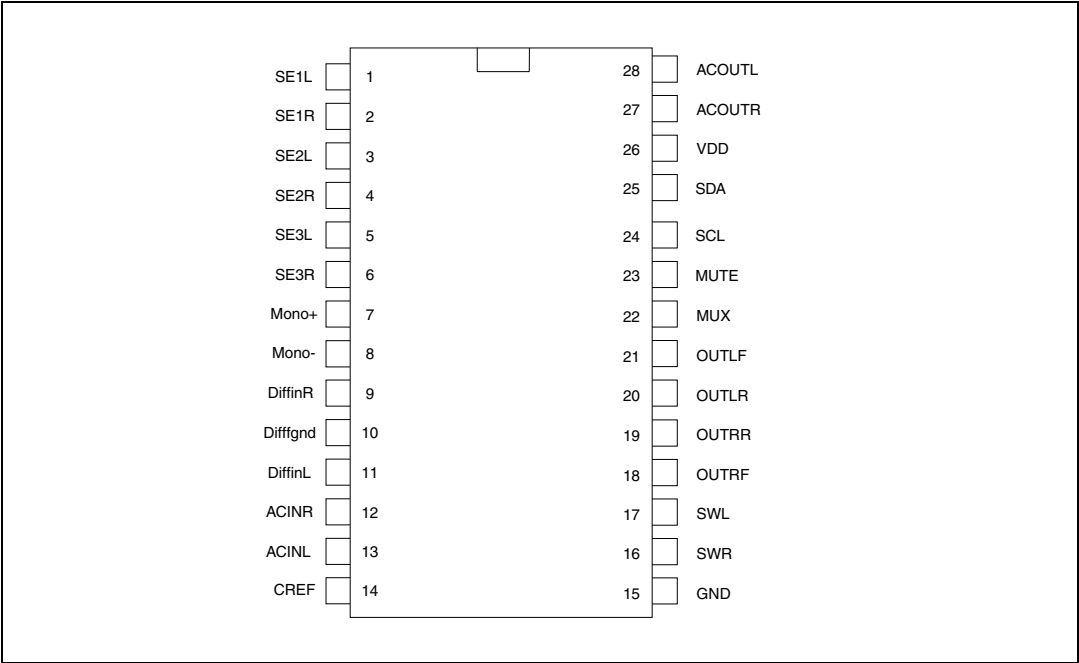 SE1L 1 28 ACOUTL
SE1R 2 27 ACOUTR
SE2L 3 26 VDD
SE2R 4 25 SDA
SE3L 5 24 SCL
SE3R 6 23 MUTE
Mono+ 7 22 MUX
Mono- 8 21 OUTLF
DiffinR 9 20 OUTLR
Difffgnd 10 19 OUTRR
DiffinL 11 18 OUTRF
ACINR 12 17 SWL
ACINL 13 16 SWR
CREF 14 15 GND